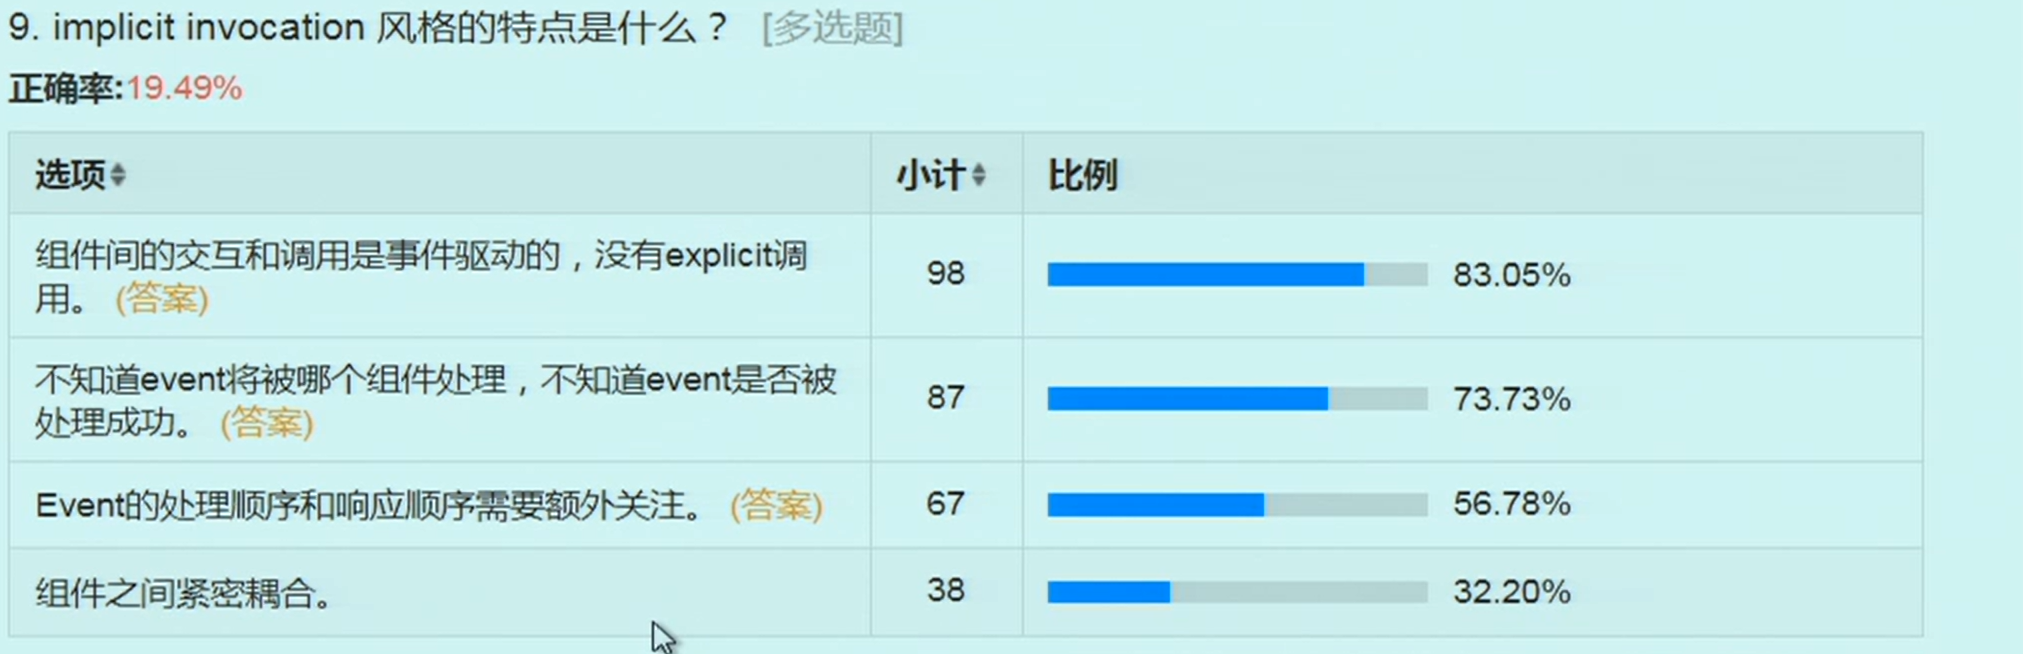 9. implicit invocation 风格的特点是什么？ [多选题]
正确率:19.49%
选项 小计 比例
组件间的交互和调用是事件驱动的，没有explicit调
用。 (答案) 98 83.05%
不知道event将被哪个组件处理，不知道event是否被
处理成功。 (答案) 87 73.73%
Event的处理顺序和响应顺序需要额外关注。 (答案) 67 56.78%
组件之间紧密耦合。 38 32.20%